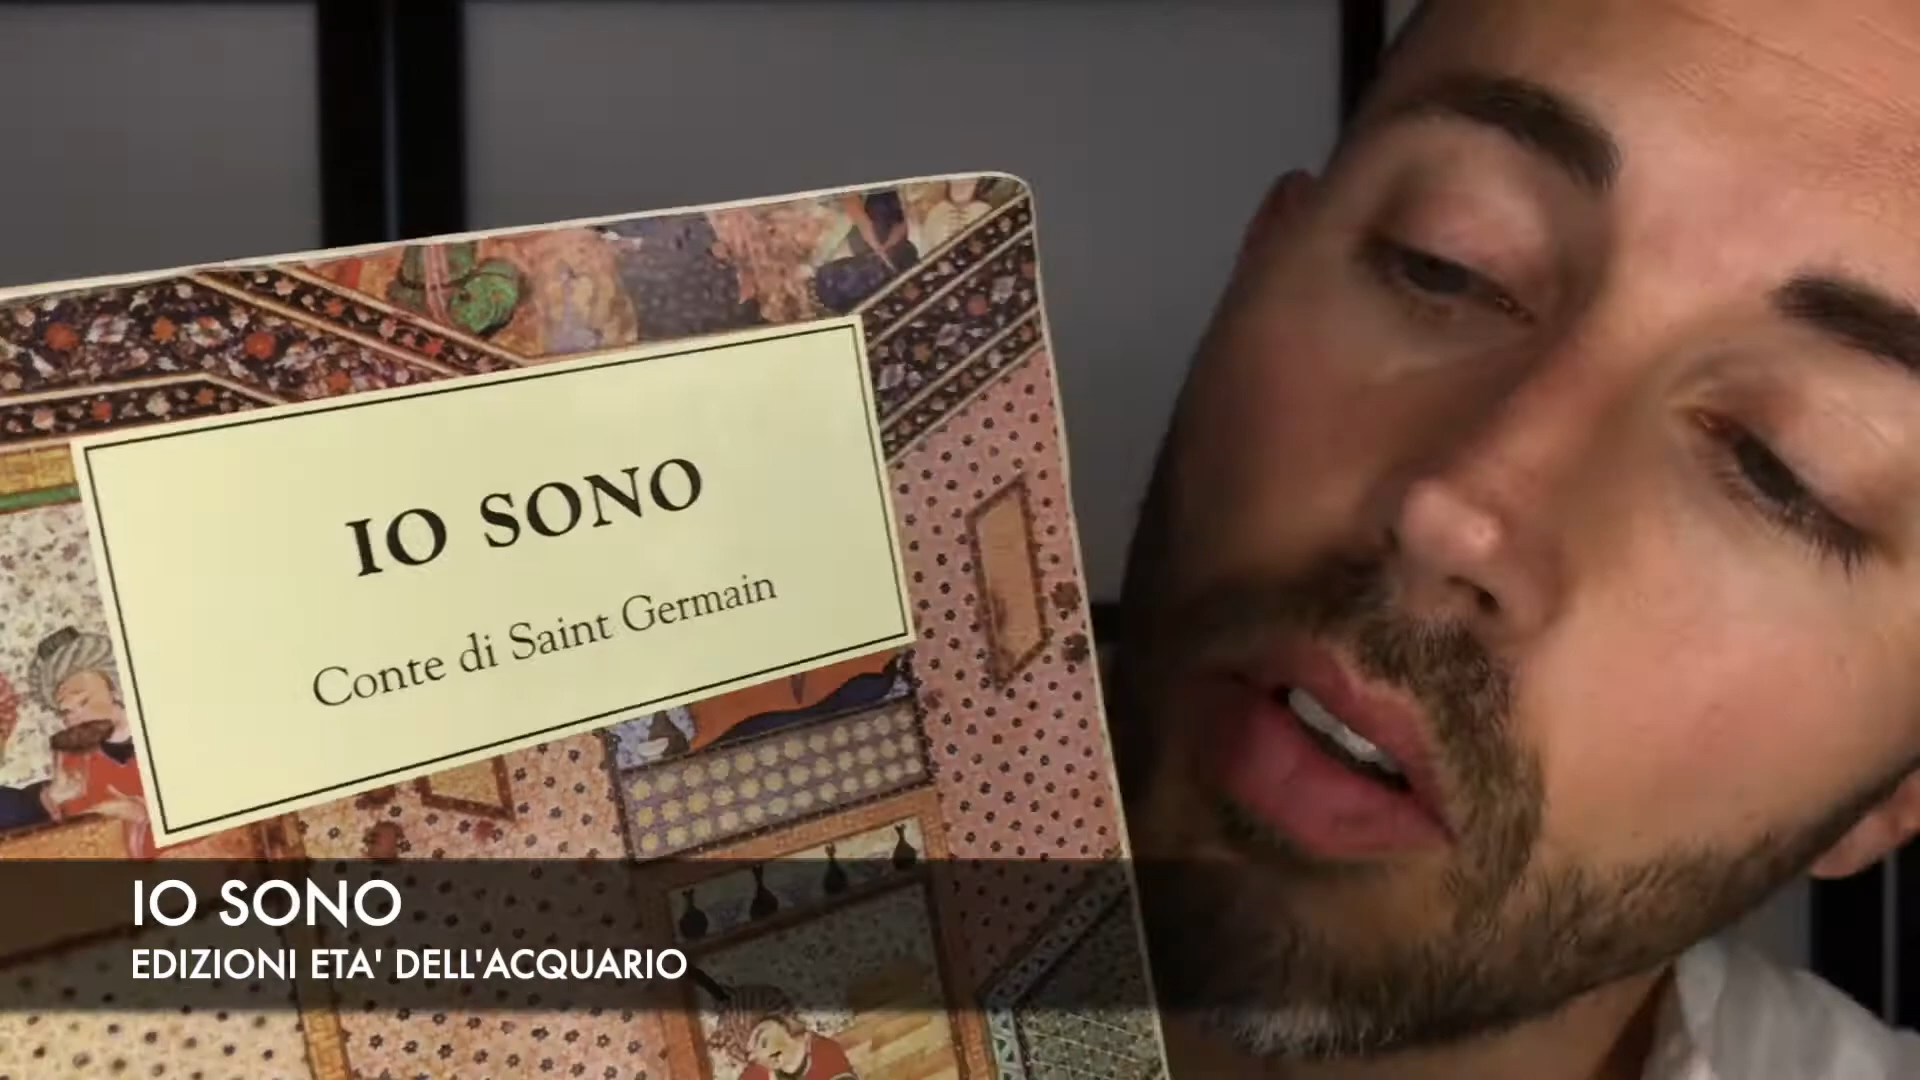 IO SONO
Conte di Saint Germain
IO SONO
EDIZIONI ETA' DELL'ACQUARIO